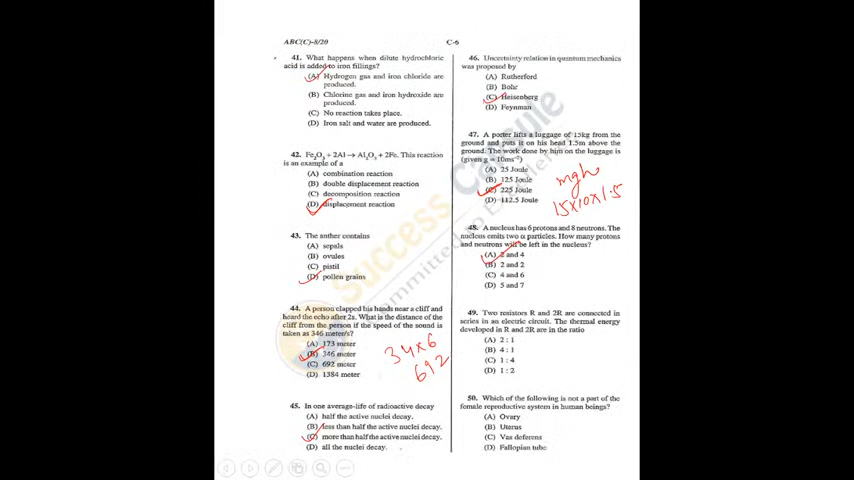 ABC(C)-8/20
C-6
41. What happens when dilute hydrochloric
acid is added to iron fillings?
(A) Hydrogen gas and iron chloride are
produced.
(B) Chlorine gas and iron hydroxide are
produced.
(C) No reaction takes place.
(D) Iron salt and water are produced.
42. Fe₂O₃ + 2Al → Al₂O₃ + 2Fe. This reaction
is an example of a
(A) combination reaction
(B) double displacement reaction
(C) decomposition reaction
(D) displacement reaction
43. The anther contains
(A) sepals
(B) ovules
(C) pistil
(D) pollen grains
44. A person clapped his hands near a cliff and
heard the echo after 2s. What is the distance of the
cliff from the person if the speed of the sound is
taken as 346 meter/s?
(A) 173 meter
(B) 346 meter
(C) 692 meter
(D) 1384 meter
34x6
692
45. In one average-life of radioactive decay
(A) half the active nuclei decay.
(B) less than half the active nuclei decay.
(C) more than half the active nuclei decay.
(D) all the nuclei decay.
46. Uncertainty relation in quantum mechanics
was proposed by
(A) Rutherford
(B) Bohr
(C) Heisenberg
(D) Feynman
47. A porter lifts a luggage of 15kg from the
ground and puts it on his head 1.5m above the
ground. The work done by him on the luggage is
(given g = 10ms⁻²)
(A) 25 Joule
(B) 125 Joule
(C) 225 Joule
(D) 112.5 Joule
mgh
15x10x1.5
48. A nucleus has 6 protons and 8 neutrons. The
nucleus emits two α particles. How many protons
and neutrons will be left in the nucleus?
(A) 2 and 4
(B) 2 and 2
(C) 4 and 6
(D) 5 and 7
49. Two resistors R and 2R are connected in
series in an electric circuit. The thermal energy
developed in R and 2R are in the ratio
(A) 2 : 1
(B) 4 : 1
(C) 1 : 4
(D) 1 : 2
50. Which of the following is not a part of the
female reproductive system in human beings?
(A) Ovary
(B) Uterus
(C) Vas deferens
(D) Fallopian tube
Success Capsule